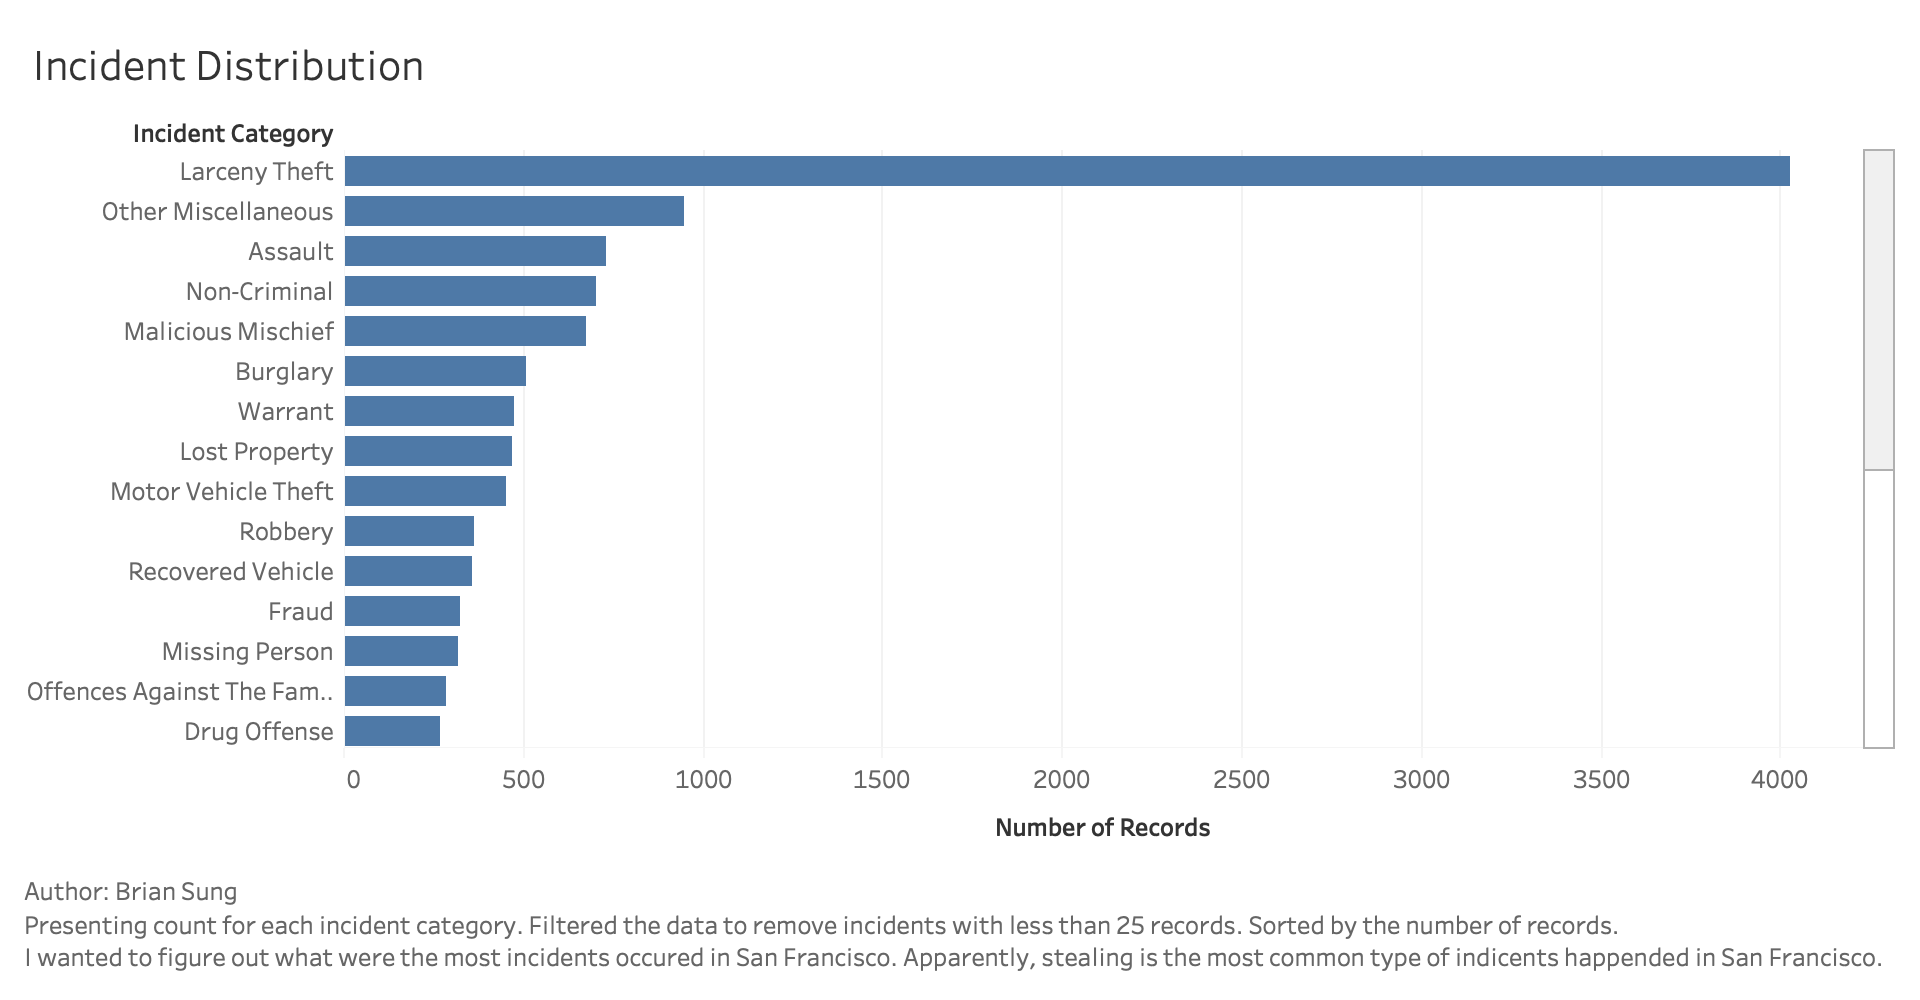 Incident Distribution
Incident Category
Larceny Theft
Other Miscellaneous
Assault
Non-Criminal
Malicious Mischief
Burglary
Warrant
Lost Property
Motor Vehicle Theft
Robbery
Recovered Vehicle
Fraud
Missing Person
Offences Against The Fam..
Drug Offense
0 500 1000 1500 2000 2500 3000 3500 4000
Number of Records
Author: Brian Sung
Presenting count for each incident category. Filtered the data to remove incidents with less than 25 records. Sorted by the number of records.
I wanted to figure out what were the most incidents occured in San Francisco. Apparently, stealing is the most common type of indicents happended in San Francisco.